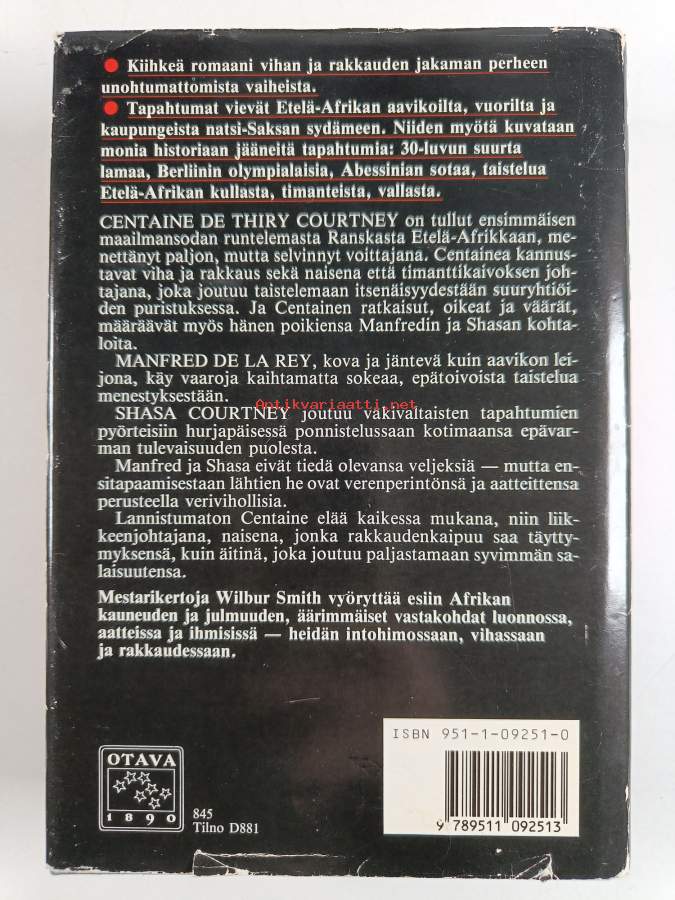 ● Kiihkeä romaani vihan ja rakkauden jakaman perheen
unohtumattomista vaiheista.
● Tapahtumat vievät Etelä-Afrikan aavikoilta, vuorilta ja
kaupungeista natsi-Saksan sydämeen. Niiden myötä kuvataan
monia historiaan jääneitä tapahtumia: 30-luvun suurta
lamaa, Berliinin olympialaisia, Abessinian sotaa, taistelua
Etelä-Afrikan kullasta, timanteista, vallasta.
CENTAINE DE THIRY COURTNEY on tullut ensimmäisen
maailmansodan runtelemasta Ranskasta Etelä-Afrikkaan, me-
nettänyt paljon, mutta selvinnyt voittajana. Centainea kannus-
tavat viha ja rakkaus sekä naisena että timanttikaivoksen joh-
tajana, joka joutuu taistelemaan itsenäisyydestään suuryhtiöi-
den puristuksessa. Ja Centainen ratkaisut, oikeat ja väärät,
määräävät myös hänen poikiensa Manfredin ja Shasan kohta-
loita.
MANFRED DE LA REY, kova ja jäntevä kuin aavikon lei-
jona, käy vaaroja kaihtamatta sokeaa, epätoivoista taistelua
menestyksestään.
Antikvariaatti.net
SHASA COURTNEY joutuu väkivaltaisten tapahtumien
pyörteisiin hurjapäisessä ponnistelussaan kotimaansa epävar-
man tulevaisuuden puolesta.
Manfred ja Shasa eivät tiedä olevansa veljeksiä — mutta en-
sitapaamisestaan lähtien he ovat verenperintönsä ja aatteittensa
perusteella verivihollisia.
Lannistumaton Centaine elää kaikessa mukana, niin liik-
keenjohtajana, naisena, jonka rakkaudenkaipuu saa täytty-
myksensä, kuin äitinä, joka joutuu paljastamaan syvimmän sa-
laisuutensa.
Mestarikertoja Wilbur Smith vyöryttää esiin Afrikan
kauneuden ja julmuuden, äärimmäiset vastakohdat luonnossa,
aatteissa ja ihmisissä — heidän intohimossaan, vihassaan
ja rakkaudessaan.
ISBN 951-1-09251-0
9 789511 092513
OTAVA
1890
845
Tilno D881